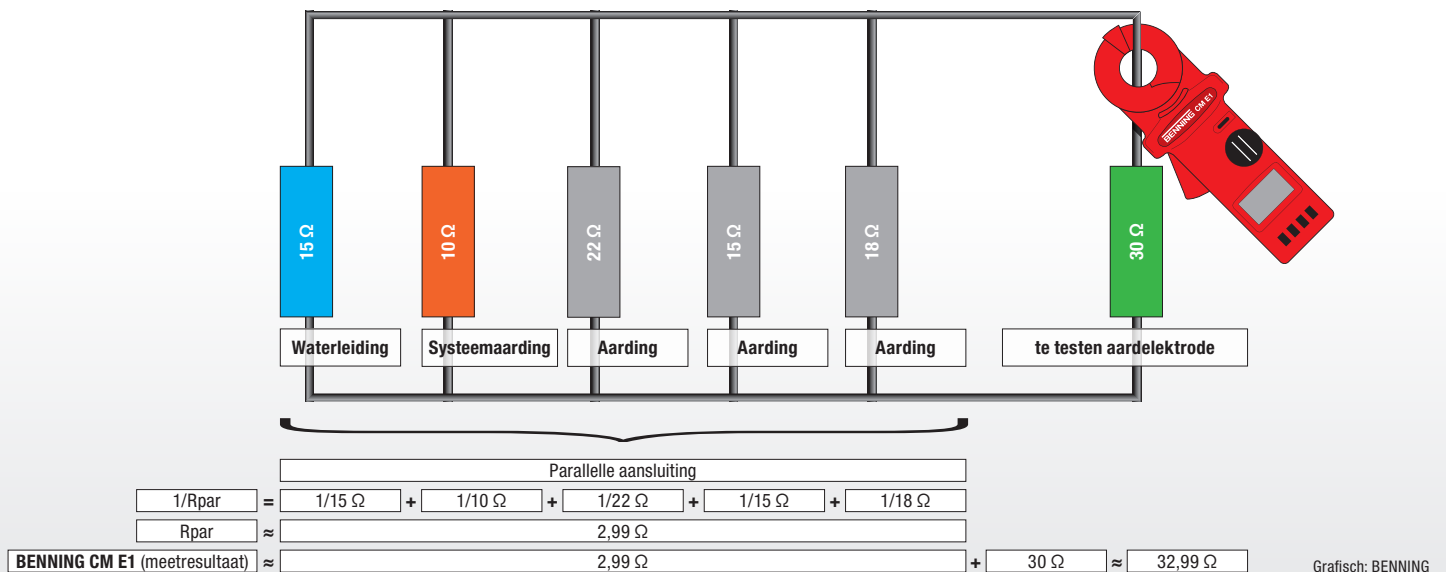 BENNING CM E1
15 Ω
10 Ω
22 Ω
15 Ω
18 Ω
30 Ω
Waterleiding
Systeemaarding
Aarding
Aarding
Aarding
te testen aardelektrode
Parallelle aansluiting
1/Rpar = 1/15 Ω + 1/10 Ω + 1/22 Ω + 1/15 Ω + 1/18 Ω
Rpar ≈ 2,99 Ω
BENNING CM E1 (meetresultaat) ≈ 2,99 Ω + 30 Ω ≈ 32,99 Ω
Grafisch: BENNING